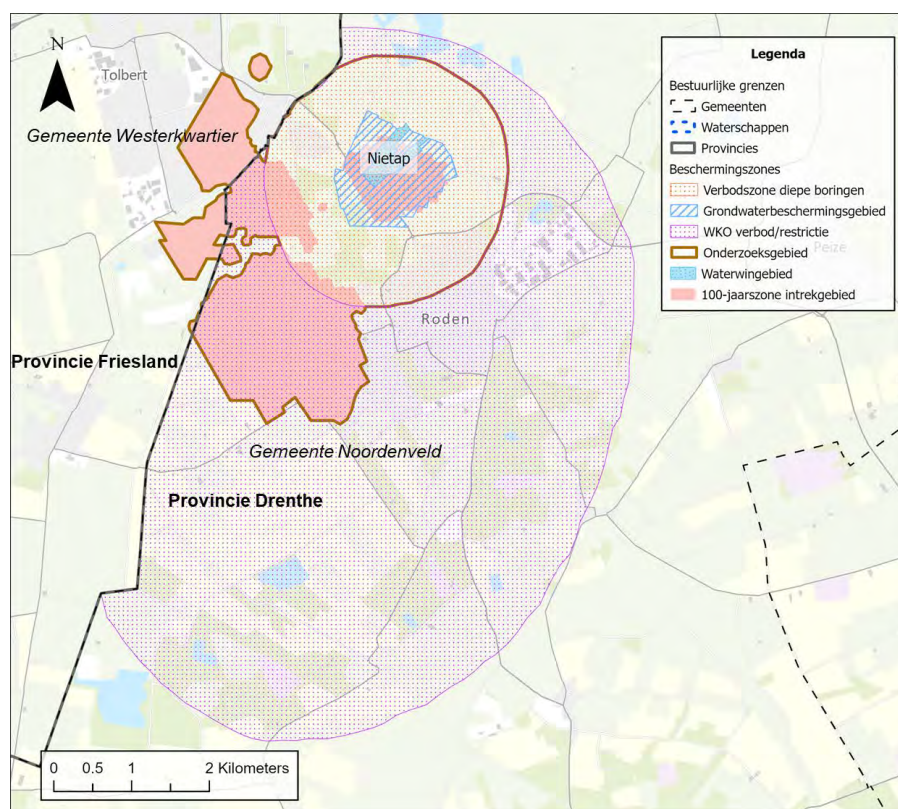 N
Tolbert
Gemeente Westerkwartier
Nietap
Roden
Peize
Provincie Friesland
Gemeente Noordenveld
Provincie Drenthe
Legenda
Bestuurlijke grenzen
Gemeenten
Waterschappen
Provincies
Beschermingszones
Verbodszone diepe boringen
Grondwaterbeschermingsgebied
WKO verbod/restrictie
Onderzoeksgebied
Waterwingebied
100-jaarszone intrekgebied
0 0.5 1 2 Kilometers